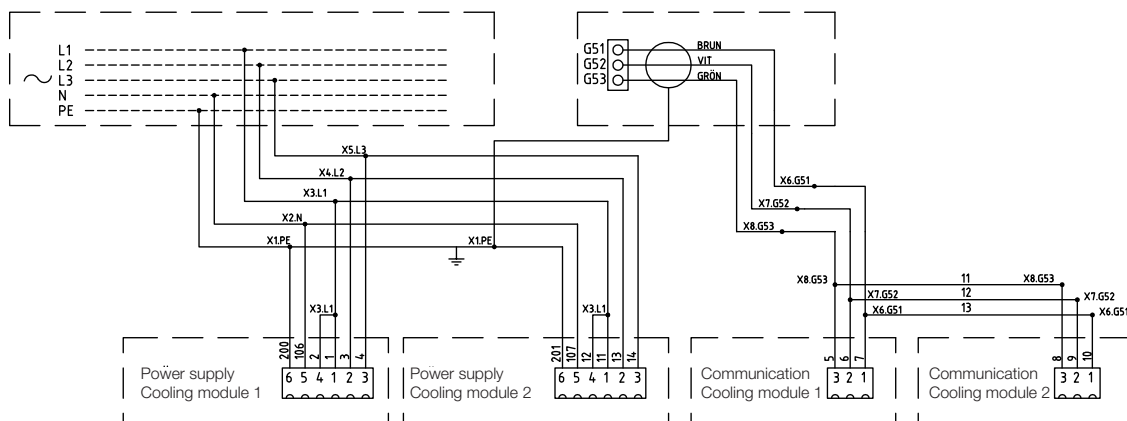 L1
L2
L3
N
PE
G51
G52
G53
BRUN
VIT
GRÖN
X5.L3
X4.L2
X3.L1
X2.N
X1.PE
X1.PE
X6.G51
X7.G52
X8.G53
X8.G53
11
X8.G53
X7.G52
12
X7.G52
X6.G51
13
X6.G51
X3.L1
X3.L1
200
106
2
1
3
4
201
107
12
11
13
14
5
6
7
8
9
10
Power supply
Cooling module 1
6 5 4 1 2 3
Power supply
Cooling module 2
6 5 4 1 2 3
Communication
Cooling module 1
3 2 1
Communication
Cooling module 2
3 2 1